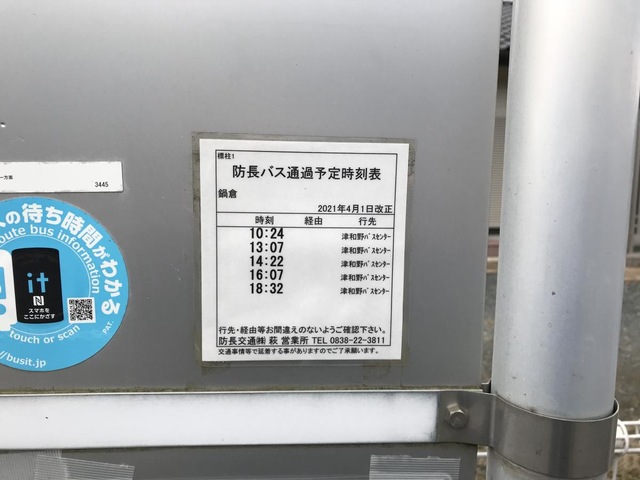 標柱1
防長バス通過予定時刻表
鍋倉
2021年4月1日改正
時刻 経由 行先
10:24 津和野ﾊﾞｽｾﾝﾀｰ
13:07 津和野ﾊﾞｽｾﾝﾀｰ
14:22 津和野ﾊﾞｽｾﾝﾀｰ
16:07 津和野ﾊﾞｽｾﾝﾀｰ
18:32 津和野ﾊﾞｽｾﾝﾀｰ
行先・経由等お間違えのないようご確認下さい。
防長交通㈱ 萩 営業所 TEL 0838-22-3811
交通事情等で延着する事がありますのでご了承願います。
ー方面
3445
の待ち時間がわかる
oute bus information
it
N
スマホを
ここにかざす
touch or scan
PAT.
//busit.jp